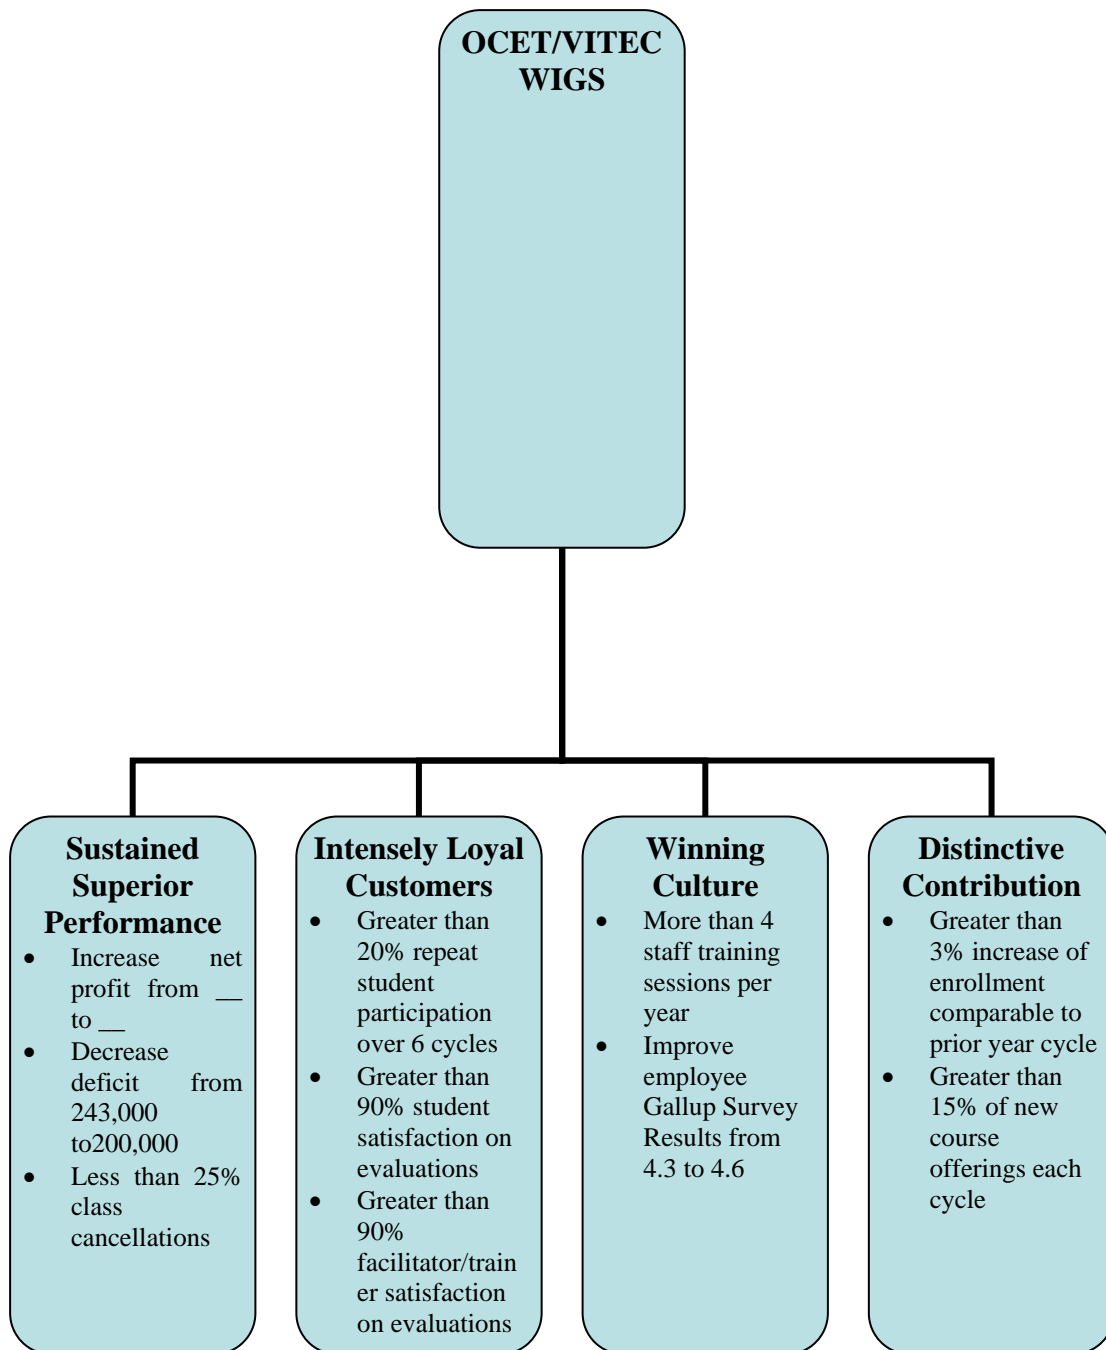 OCET/VITEC
WIGS
Sustained
Superior
Performance
• Increase net
profit from __
to __
• Decrease
deficit from
243,000
to200,000
• Less than 25%
class
cancellations
Intensely Loyal
Customers
• Greater than
20% repeat
student
participation
over 6 cycles
• Greater than
90% student
satisfaction on
evaluations
• Greater than
90%
facilitator/train
er satisfaction
on evaluations
Winning
Culture
• More than 4
staff training
sessions per
year
• Improve
employee
Gallup Survey
Results from
4.3 to 4.6
Distinctive
Contribution
• Greater than
3% increase of
enrollment
comparable to
prior year cycle
• Greater than
15% of new
course
offerings each
cycle